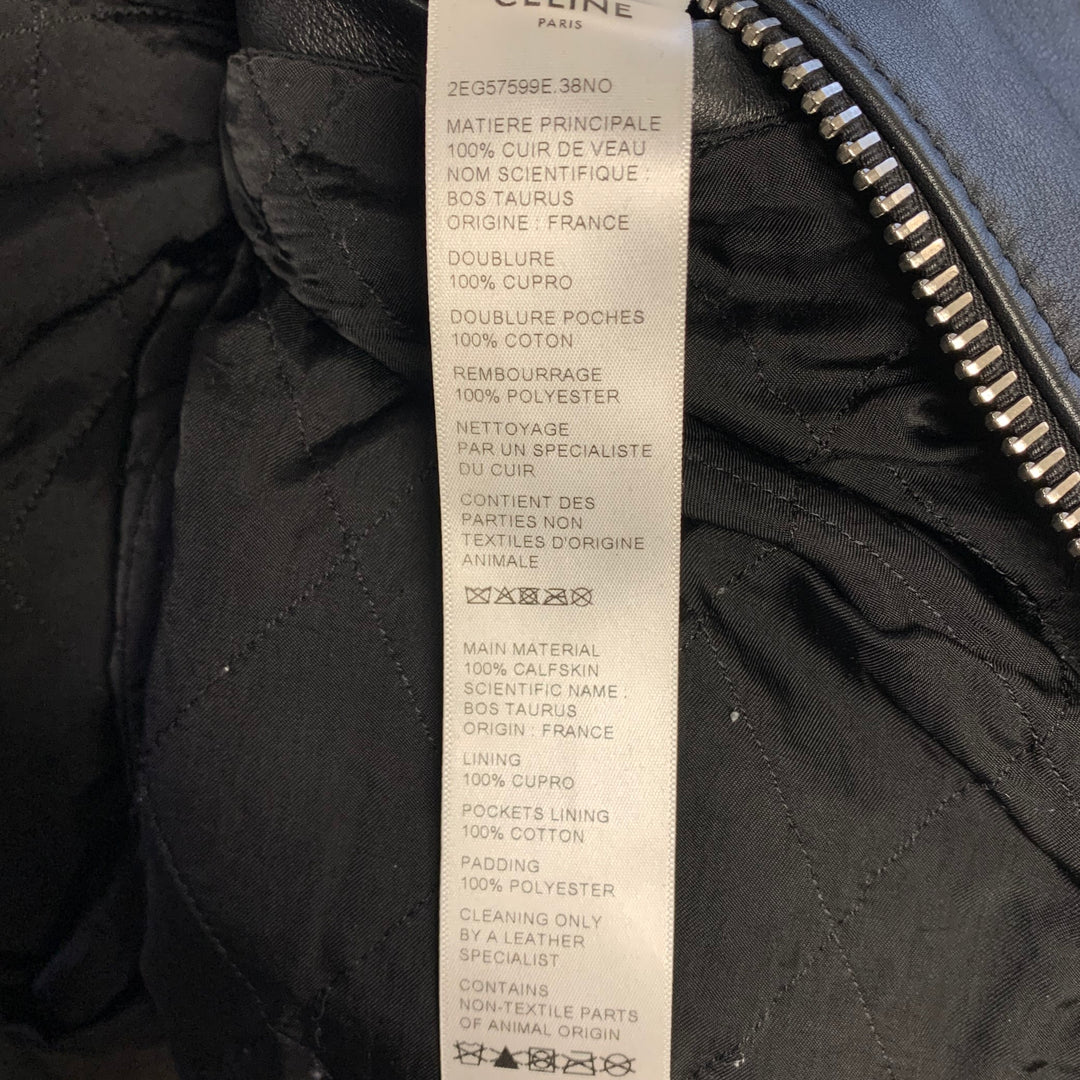 CELINE
PARIS
2EG57599E.38NO
MATIERE PRINCIPALE
100% CUIR DE VEAU
NOM SCIENTIFIQUE :
BOS TAURUS
ORIGINE : FRANCE
DOUBLURE
100% CUPRO
DOUBLURE POCHES
100% COTON
REMBOURRAGE
100% POLYESTER
NETTOYAGE
PAR UN SPECIALISTE
DU CUIR
CONTIENT DES
PARTIES NON
TEXTILES D'ORIGINE
ANIMALE
MAIN MATERIAL
100% CALFSKIN
SCIENTIFIC NAME :
BOS TAURUS
ORIGIN : FRANCE
LINING
100% CUPRO
POCKETS LINING
100% COTTON
PADDING
100% POLYESTER
CLEANING ONLY
BY A LEATHER
SPECIALIST
CONTAINS
NON-TEXTILE PARTS
OF ANIMAL ORIGIN